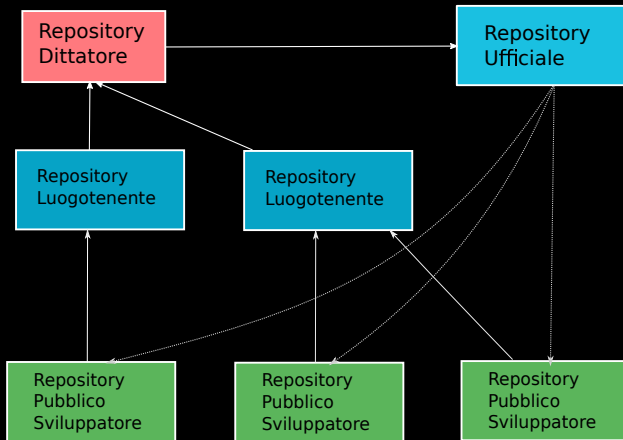 Repository
Dittatore
Repository
Ufficiale
Repository
Luogotenente
Repository
Luogotenente
Repository
Pubblico
Sviluppatore
Repository
Pubblico
Sviluppatore
Repository
Pubblico
Sviluppatore